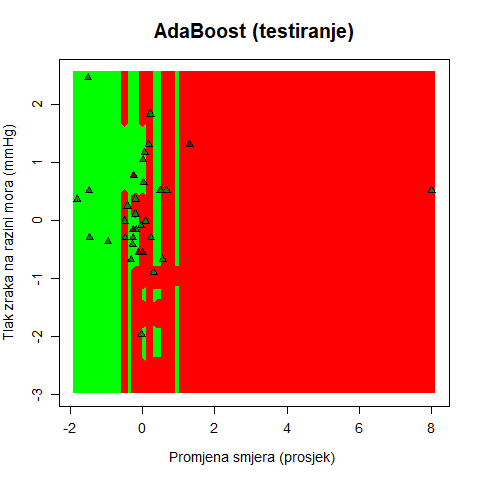 AdaBoost (testiranje)
Tlak zraka na razini mora (mmHg)
2
1
0
-1
-2
-3
-2 0 2 4 6 8
Promjena smjera (prosjek)